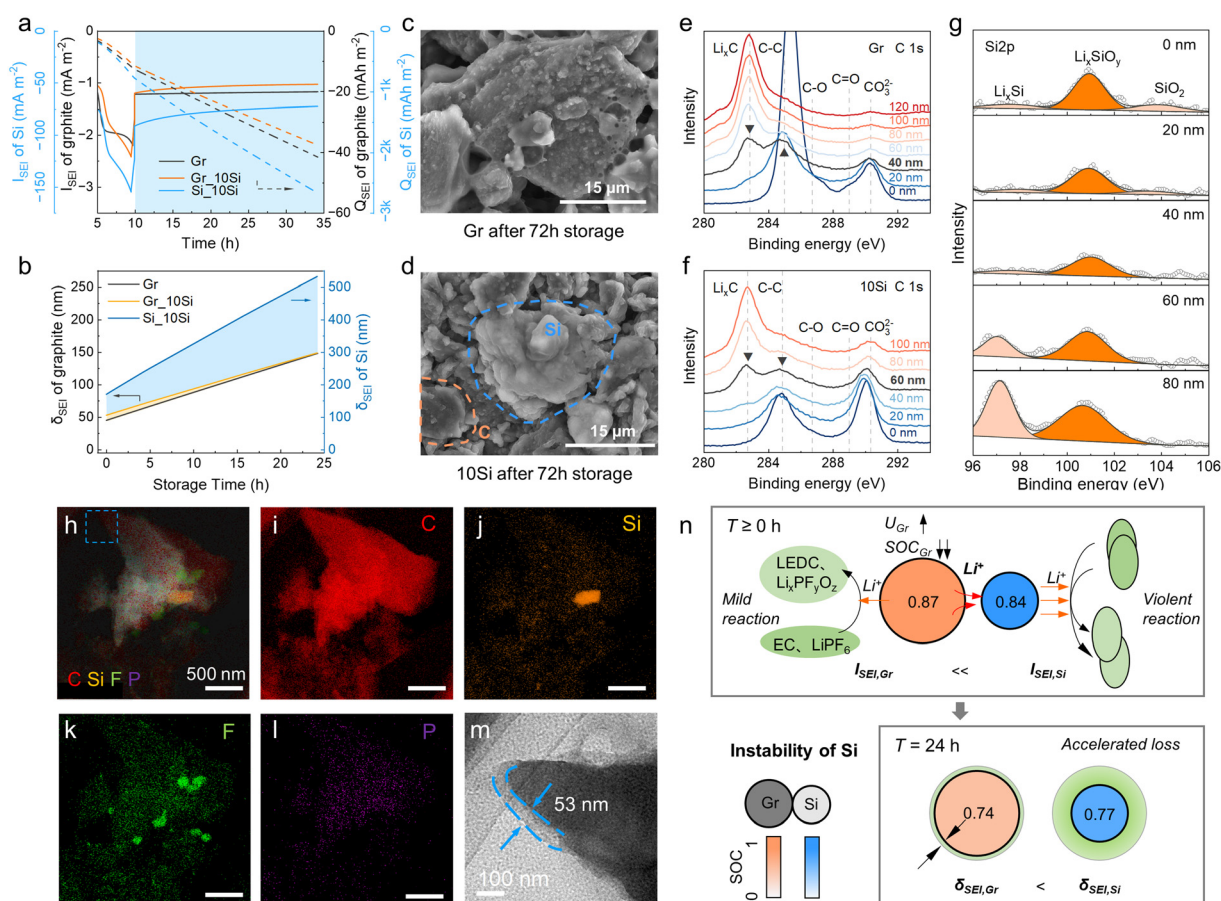 a
I_SEI of Si (mA m⁻²)
0
−50
−100
−150
I_SEI of grphite (mA m⁻²)
0
−1
−2
−3
Gr
Gr_10Si
Si_10Si
5 10 15 20 25 30 35
Time (h)
0
−10
−20
−30
−40
−50
−60
Q_SEI of graphite (mAh m⁻²)
0
−1k
−2k
−3k
Q_SEI of Si (mAh m⁻²)
b
δ_SEI of graphite (nm)
250
200
150
100
50
0
Gr
Gr_10Si
Si_10Si
0 5 10 15 20 25
Storage Time (h)
500
400
300
200
100
0
δ_SEI of Si (nm)
c
15 μm
Gr after 72h storage
d
Si
C
15 μm
10Si after 72h storage
e
Gr C 1s
LiₓC C-C
C-O C=O CO₃²⁻
120 nm
100 nm
80 nm
60 nm
40 nm
20 nm
0 nm
Intensity
280 284 288 292
Binding energy (eV)
f
10Si C 1s
LiₓC C-C
C-O C=O CO₃²⁻
100 nm
80 nm
60 nm
40 nm
20 nm
0 nm
Intensity
280 284 288 292
Binding energy (eV)
g
Si2p
0 nm
LiₓSiO_y
LiₓSi
SiO₂
20 nm
40 nm
60 nm
80 nm
Intensity
96 98 100 102 104 106
Binding energy (eV)
h
C Si F P
500 nm
i
C
j
Si
k
F
l
P
m
53 nm
100 nm
n
T ≥ 0 h
U_Gr
SOC_Gr
LEDC、
LiₓPF_yO_z
Li⁺
Li⁺
Li⁺
Mild
reaction
0.87
0.84
Violent
reaction
EC、LiPF₆
I_SEI,Gr << I_SEI,Si
Instability of Si
Gr
Si
SOC
1
0
T = 24 h
Accelerated loss
0.74
0.77
δ_SEI,Gr < δ_SEI,Si